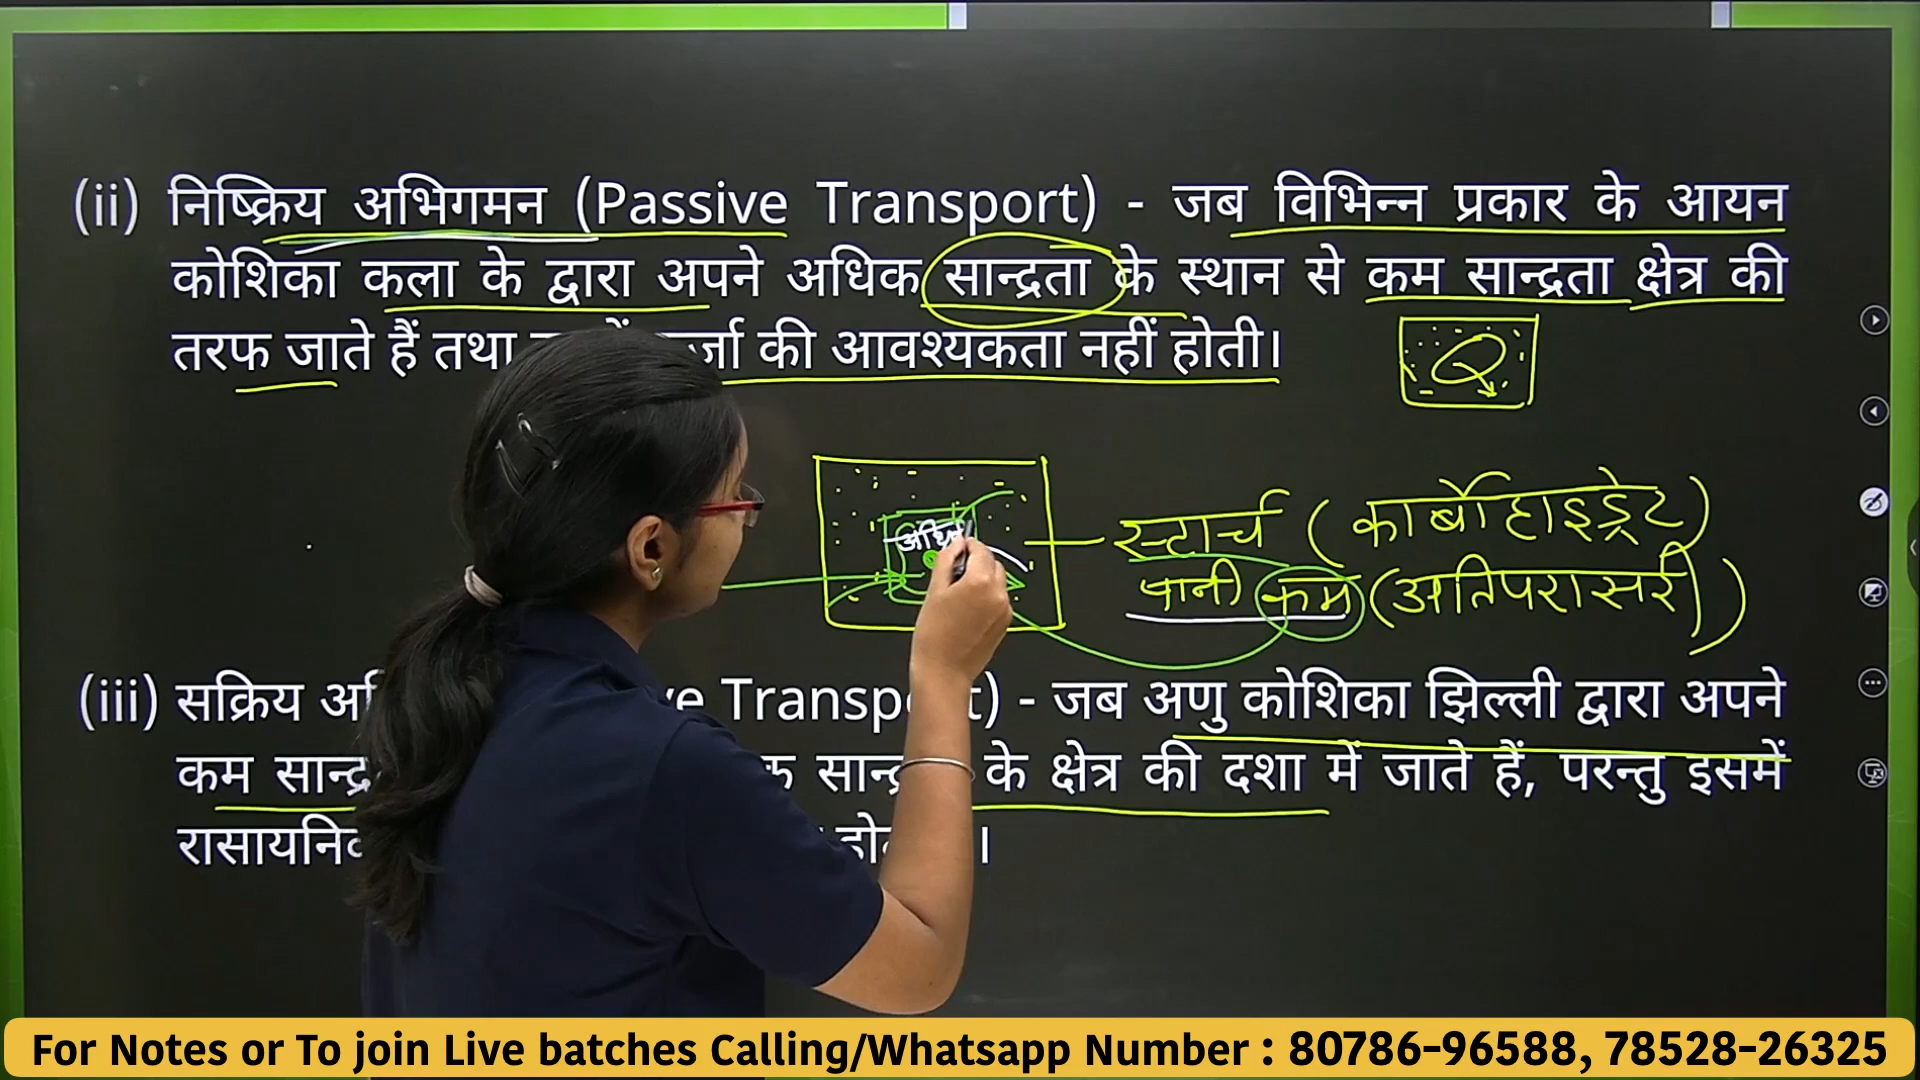 (ii) निष्क्रिय अभिगमन (Passive Transport) - जब विभिन्न प्रकार के आयन
कोशिका कला के द्वारा अपने अधिक सान्द्रता के स्थान से कम सान्द्रता क्षेत्र की
तरफ जाते हैं तथा की आवश्यकता नहीं होती।
स्टार्च (कार्बोहाइड्रेट)
पानी कम (अतिपरासरी)
(iii) सक्रिय Transport) - जब अणु कोशिका झिल्ली द्वारा अपने
कम के क्षेत्र की दशा में जाते हैं, परन्तु इसमें
For Notes or To join Live batches Calling/Whatsapp Number : 80786-96588, 78528-26325